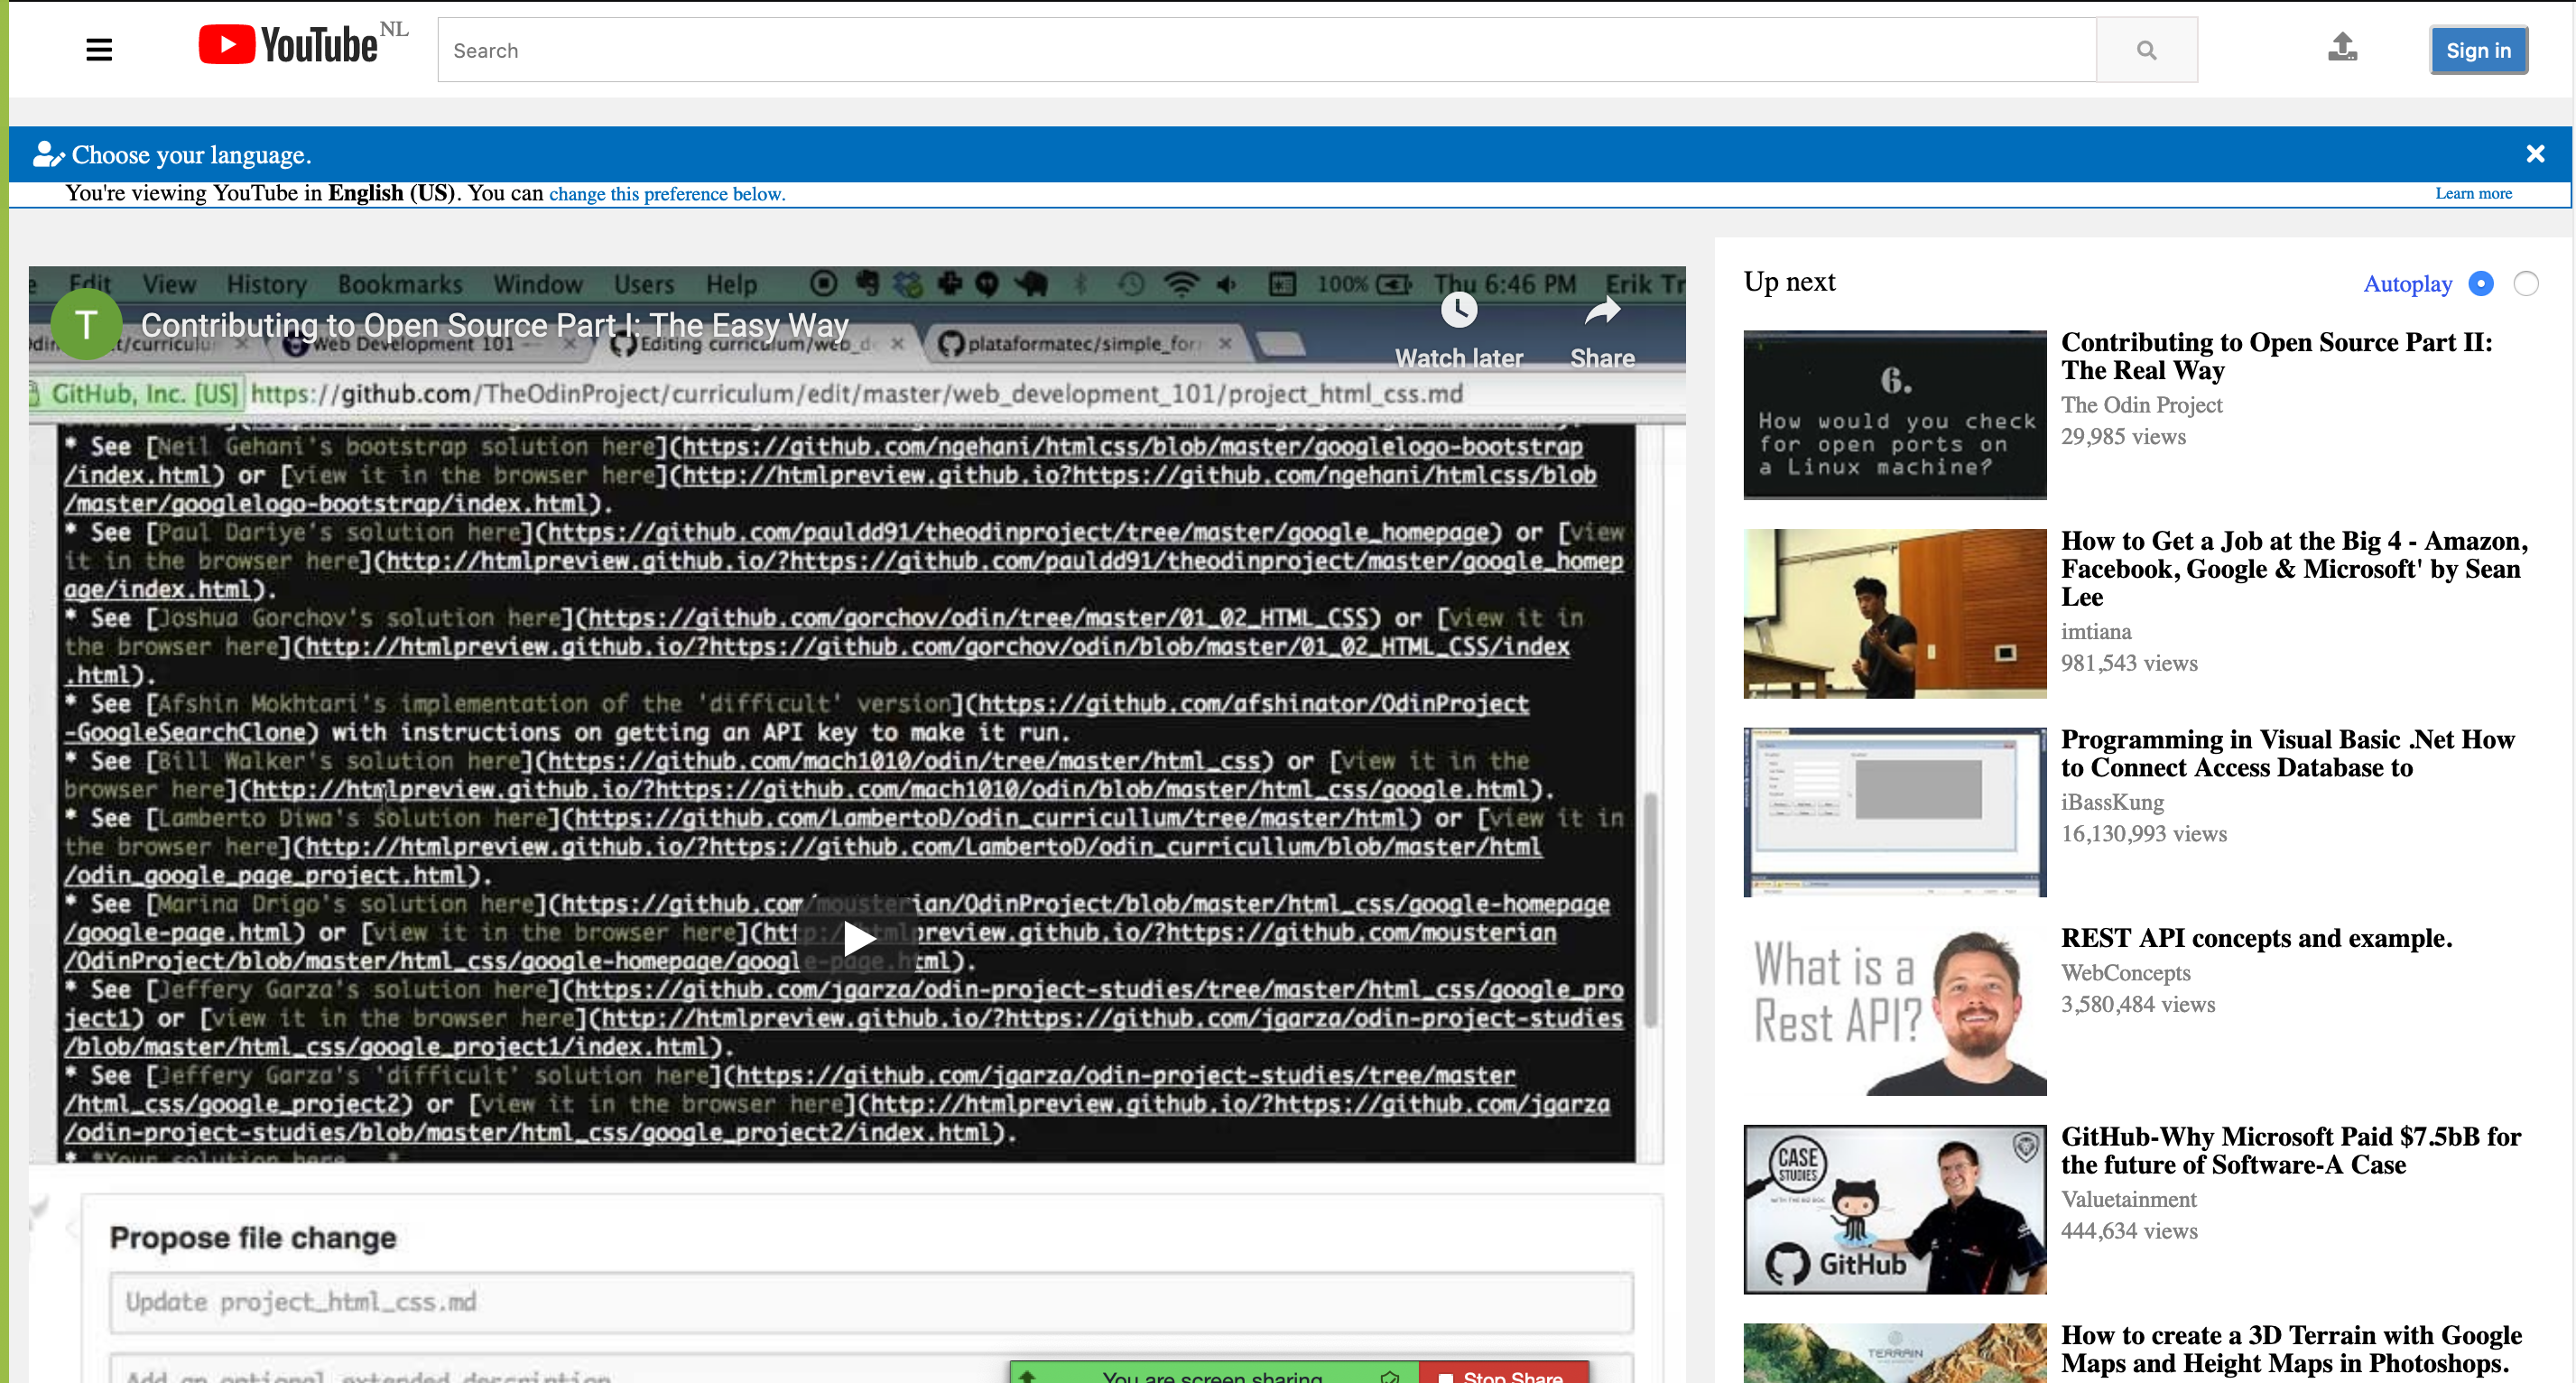 YouTube NL
Search
Sign in
Choose your language.
You're viewing YouTube in English (US). You can change this preference below.
Learn more
Edit View History Bookmarks Window Users Help 100% Thu 6:46 PM Erik Tr
T Contributing to Open Source Part I: The Easy Way
Watch later
Share
Web Development 101
Editing curriculum/web_d
plataformatec/simple_for
GitHub, Inc. [US] https://github.com/TheOdinProject/curriculum/edit/master/web_development_101/project_html_css.md
* See [Neil Gehani's bootstrap solution here](https://github.com/ngehani/htmlcss/blob/master/googlelogo-bootstrap
/index.html) or [view it in the browser here](http://htmlpreview.github.io?https://github.com/ngehani/htmlcss/blob
/master/googlelogo-bootstrap/index.html).
* See [Paul Dariye's solution here](https://github.com/pauldd91/theodinproject/tree/master/google_homepage) or [view
it in the browser here](http://htmlpreview.github.io/?https://github.com/pauldd91/theodinproject/master/google_homep
age/index.html).
* See [Joshua Gorchov's solution here](https://github.com/gorchov/odin/tree/master/01_02_HTML_CSS) or [view it in
the browser here](http://htmlpreview.github.io/?https://github.com/gorchov/odin/blob/master/01_02_HTML_CSS/index
.html).
* See [Afshin Mokhtari's implementation of the 'difficult' version](https://github.com/afshinator/OdinProject
-GoogleSearchClone) with instructions on getting an API key to make it run.
* See [Bill Walker's solution here](https://github.com/mach1010/odin/tree/master/html_css) or [view it in the
browser here](http://htmlpreview.github.io/?https://github.com/mach1010/odin/blob/master/html_css/google.html).
* See [Lamberto Diwa's solution here](https://github.com/LambertoD/odin_curricullum/tree/master/html) or [view it in
the browser here](http://htmlpreview.github.io/?https://github.com/LambertoD/odin_curricullum/blob/master/html
/odin_google_page_project.html).
* See [Marina Drigo's solution here](https://github.com/mousterian/OdinProject/blob/master/html_css/google-homepage
/google-page.html) or [view it in the browser here](http://htmlpreview.github.io/?https://github.com/mousterian
/OdinProject/blob/master/html_css/google-homepage/google-page.html).
* See [Jeffery Garza's solution here](https://github.com/jgarza/odin-project-studies/tree/master/html_css/google_pro
ject1) or [view it in the browser here](http://htmlpreview.github.io/?https://github.com/jgarza/odin-project-studies
/blob/master/html_css/google_project1/index.html).
* See [Jeffery Garza's 'difficult' solution here](https://github.com/jgarza/odin-project-studies/tree/master
/html_css/google_project2) or [view it in the browser here](http://htmlpreview.github.io/?https://github.com/jgarza
/odin-project-studies/blob/master/html_css/google_project2/index.html).
* *Your solution here
Propose file change
Update project_html_css.md
Add an optional extended description
You are screen sharing
Stop Share
Up next
Autoplay
6.
How would you check
for open ports on
a Linux machine?
Contributing to Open Source Part II:
The Real Way
The Odin Project
29,985 views
How to Get a Job at the Big 4 - Amazon,
Facebook, Google & Microsoft' by Sean
Lee
imtiana
981,543 views
Programming in Visual Basic .Net How
to Connect Access Database to
iBassKung
16,130,993 views
What is a
Rest API?
REST API concepts and example.
WebConcepts
3,580,484 views
CASE
STUDIES
WITH THE BIZ DOC
GitHub
GitHub-Why Microsoft Paid $7.5bB for
the future of Software-A Case
Valuetainment
444,634 views
TERRAIN
How to create a 3D Terrain with Google
Maps and Height Maps in Photoshops.